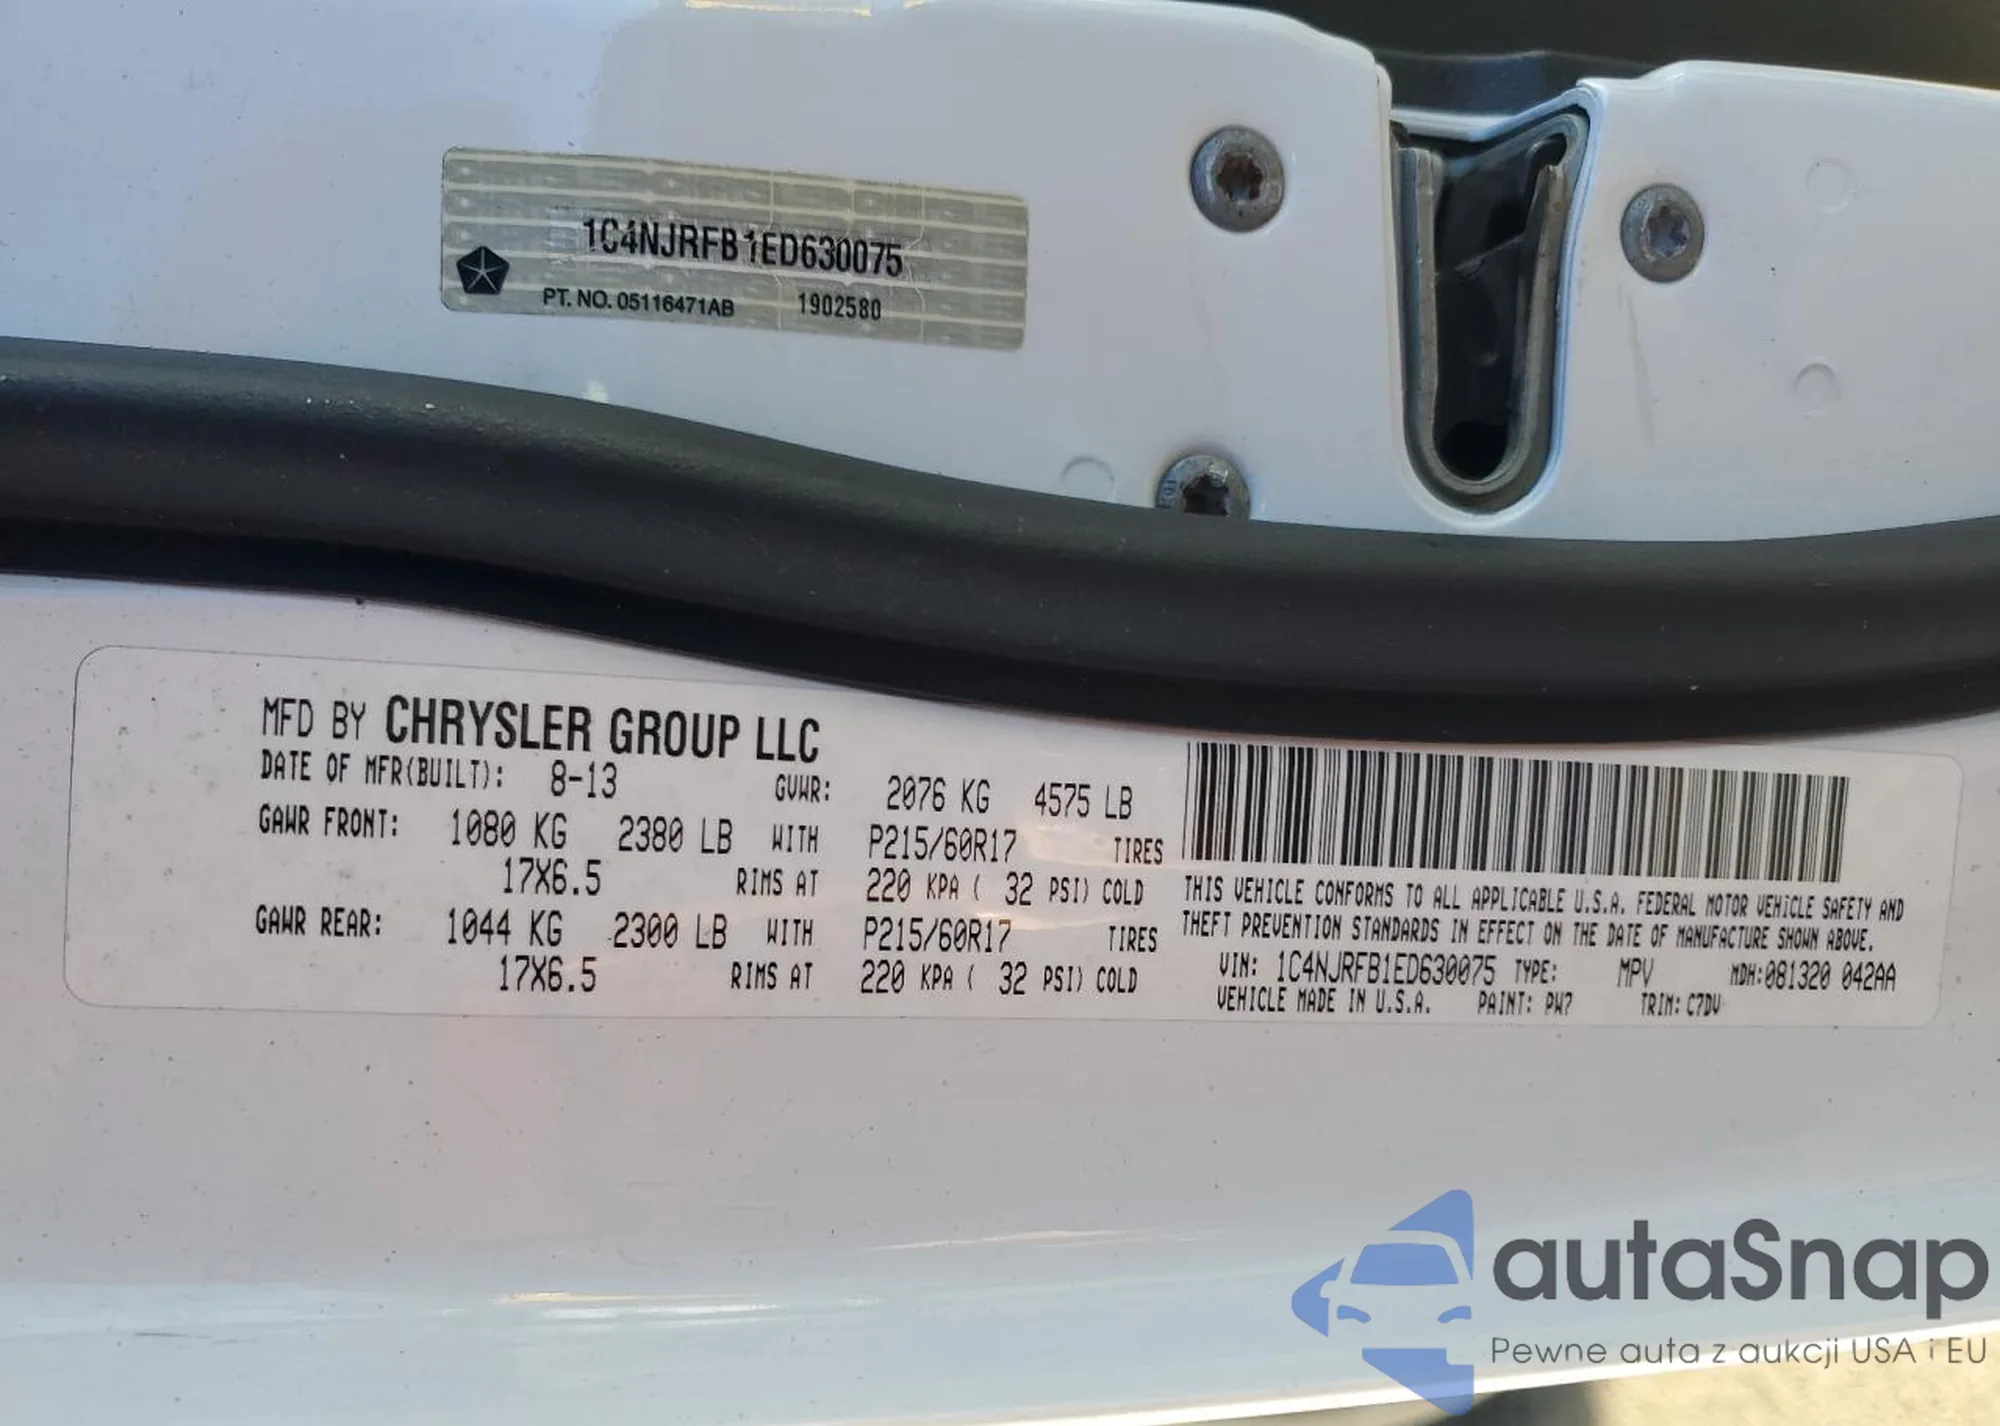 1C4NJRFB1ED630075
PT. NO. 05116471AB 1902580
MFD BY CHRYSLER GROUP LLC
DATE OF MFR(BUILT): 8-13 GVWR: 2076 KG 4575 LB
GAWR FRONT: 1080 KG 2380 LB WITH P215/60R17 TIRES
17X6.5 RIMS AT 220 KPA ( 32 PSI) COLD
GAWR REAR: 1044 KG 2300 LB WITH P215/60R17 TIRES
17X6.5 RIMS AT 220 KPA ( 32 PSI) COLD
THIS VEHICLE CONFORMS TO ALL APPLICABLE U.S.A. FEDERAL MOTOR VEHICLE SAFETY AND
THEFT PREVENTION STANDARDS IN EFFECT ON THE DATE OF MANUFACTURE SHOWN ABOVE.
VIN: 1C4NJRFB1ED630075 TYPE: MPV MDH:081320 042AA
VEHICLE MADE IN U.S.A. PAINT: PW7 TRIM: C7DV
autaSnap
Pewne auta z aukcji USA i EU